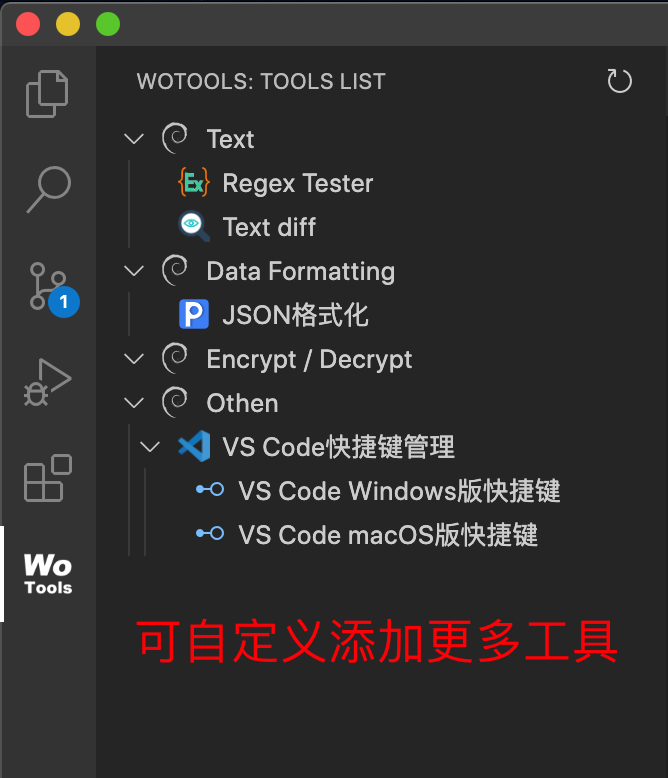 WOTOOLS: TOOLS LIST
Text
Ex
Regex Tester
Text diff
1
Data Formatting
P
JSON格式化
Encrypt / Decrypt
Othen
VS Code快捷键管理
VS Code Windows版快捷键
VS Code macOS版快捷键
Wo
Tools
可自定义添加更多工具